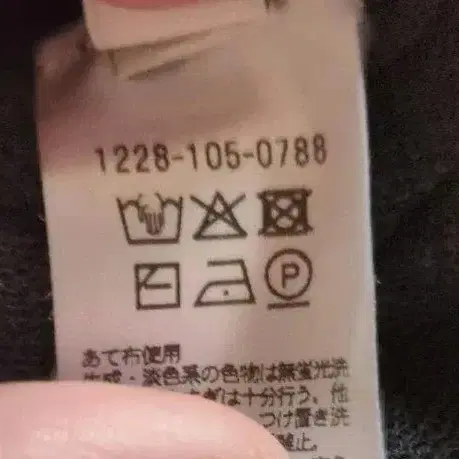 1228-105-0788
P
あて布使用
生成・淡色系の色物は無蛍光洗
は十分行う。他
つけ置き洗
禁止。